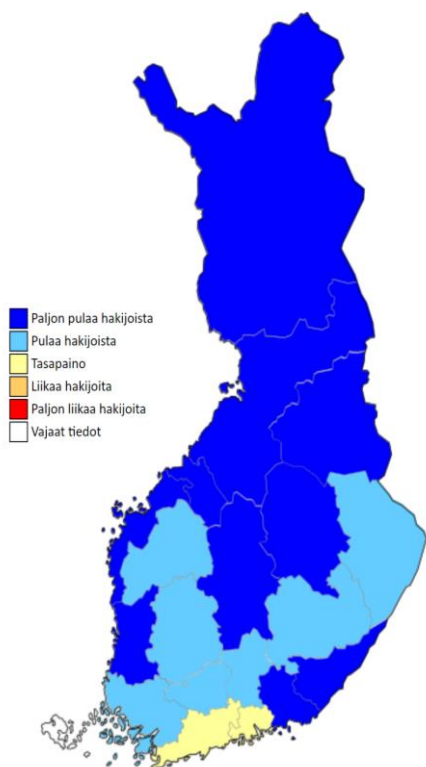 Paljon pulaa hakijoista
Pulaa hakijoista
Tasapaino
Liikaa hakijoita
Paljon liikaa hakijoita
Vajaat tiedot